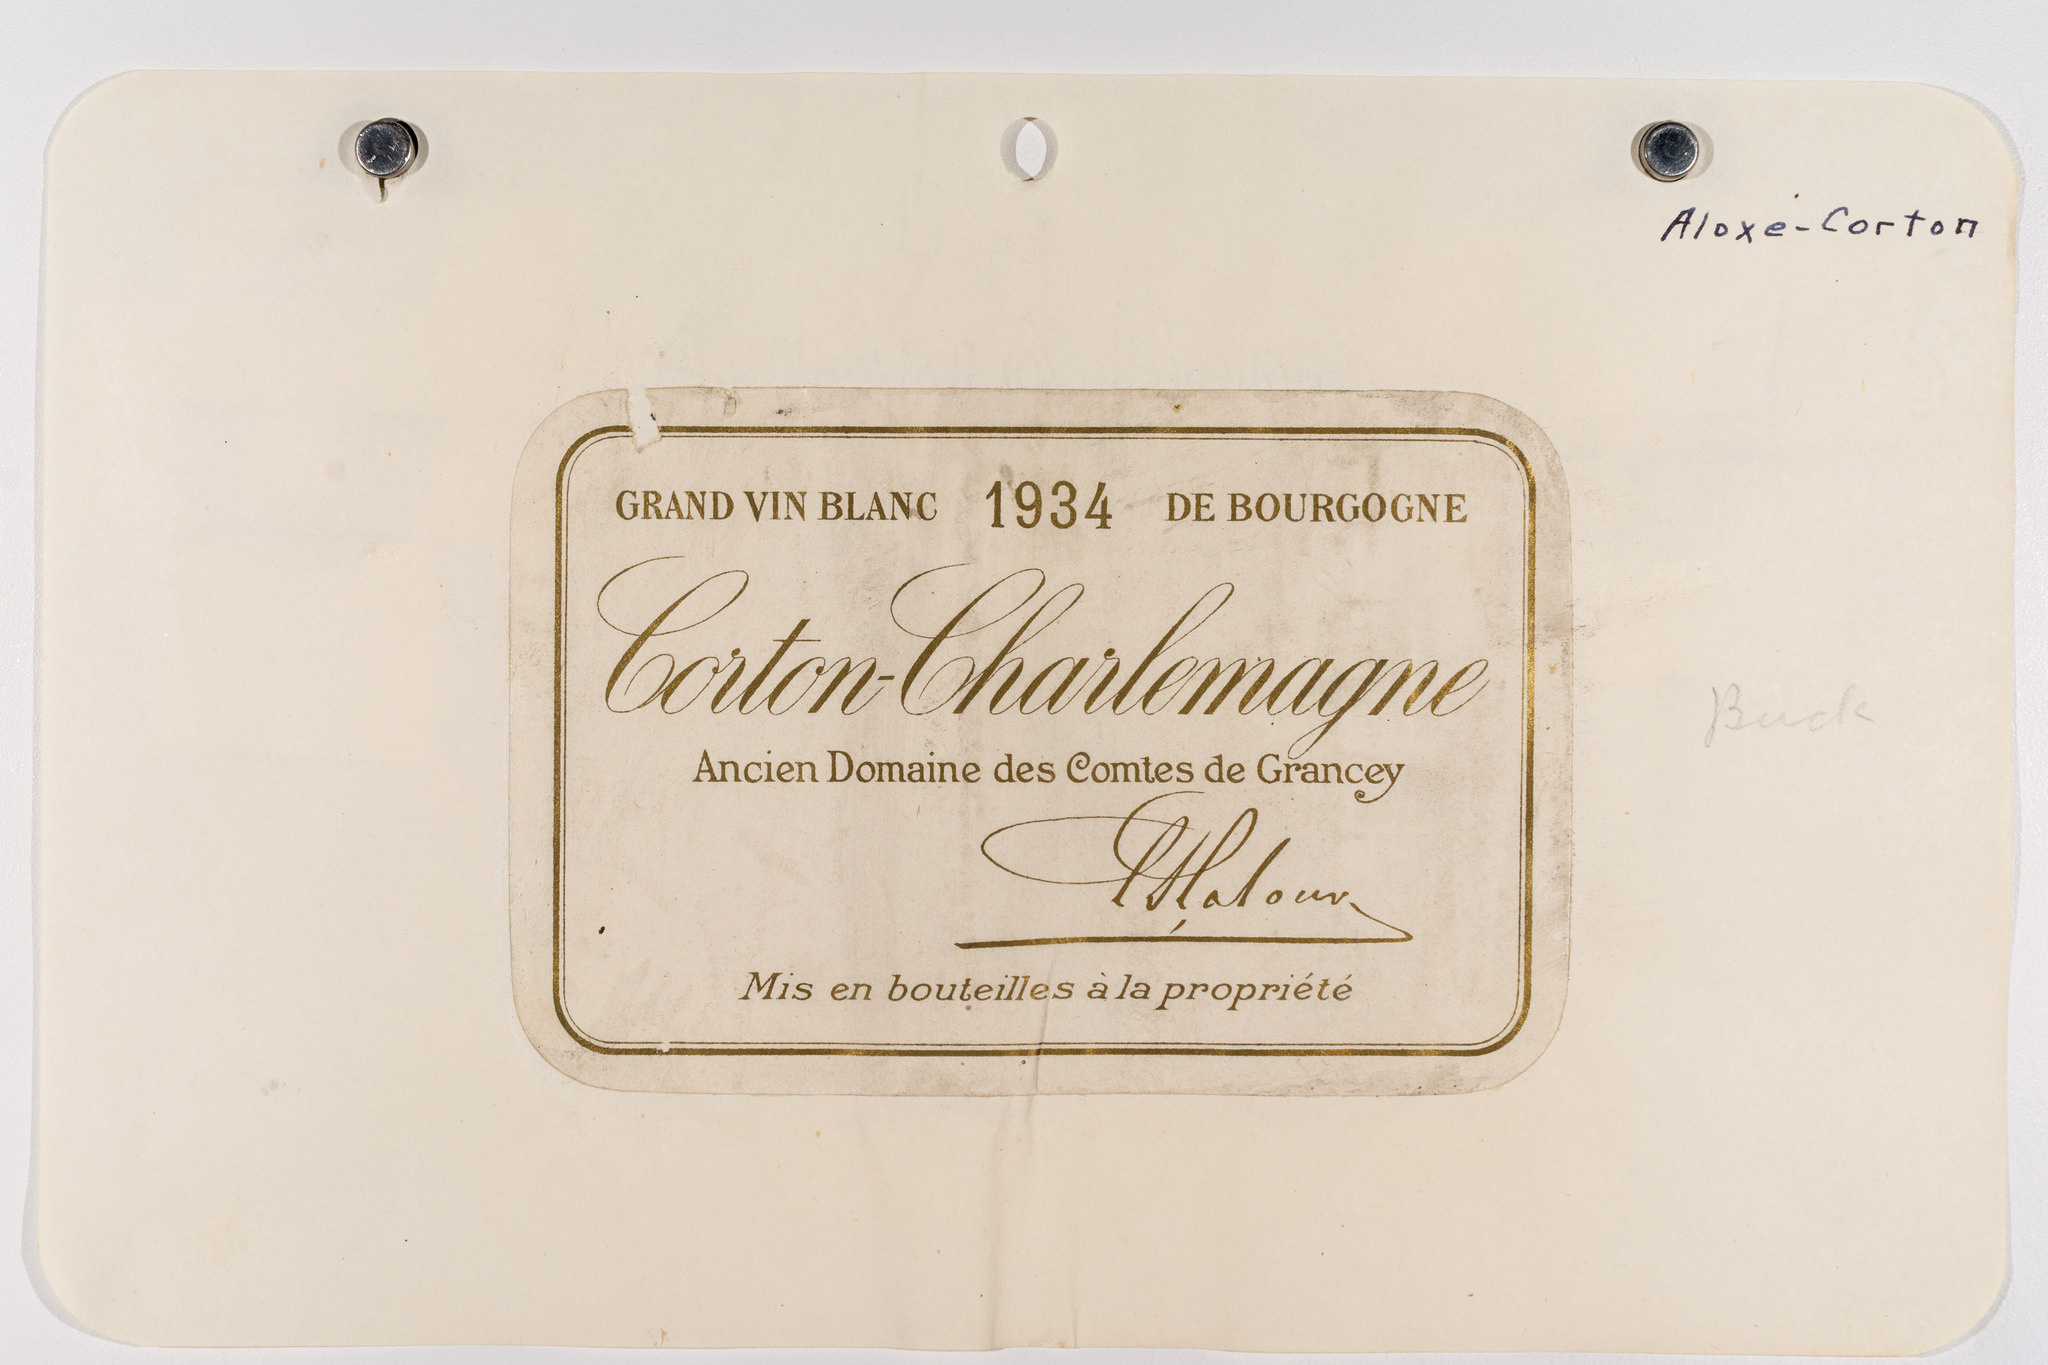 Aloxe-Corton
GRAND VIN BLANC 1934 DE BOURGOGNE
Corton-Charlemagne
Buck
Ancien Domaine des Comtes de Grancey
LLatour
Mis en bouteilles à la propriété